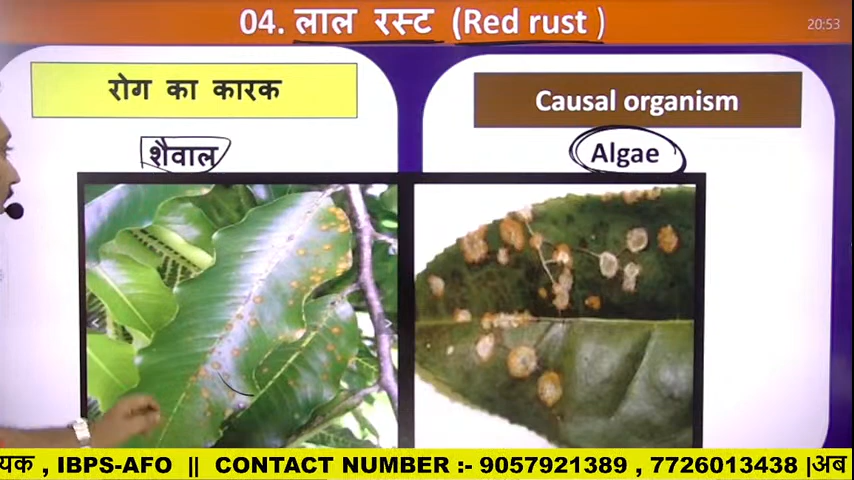 04. लाल रस्ट (Red rust )
20:53
रोग का कारक
Causal organism
शैवाल
Algae
यक , IBPS-AFO || CONTACT NUMBER :- 9057921389 , 7726013438 |अब